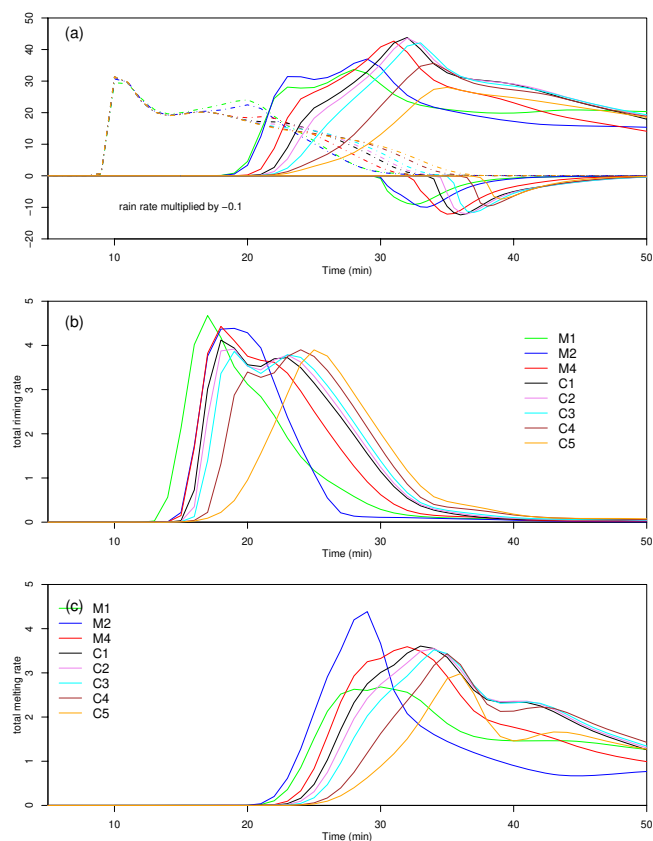 (a)
50
40
30
20
10
0
−10
−20
rain rate multiplied by −0.1
10 20 30 40 50
Time (min)
(b)
5
4
3
2
1
0
total riming rate
M1
M2
M4
C1
C2
C3
C4
C5
10 20 30 40 50
Time (min)
(c)
5
4
3
2
1
0
total melting rate
M1
M2
M4
C1
C2
C3
C4
C5
10 20 30 40 50
Time (min)